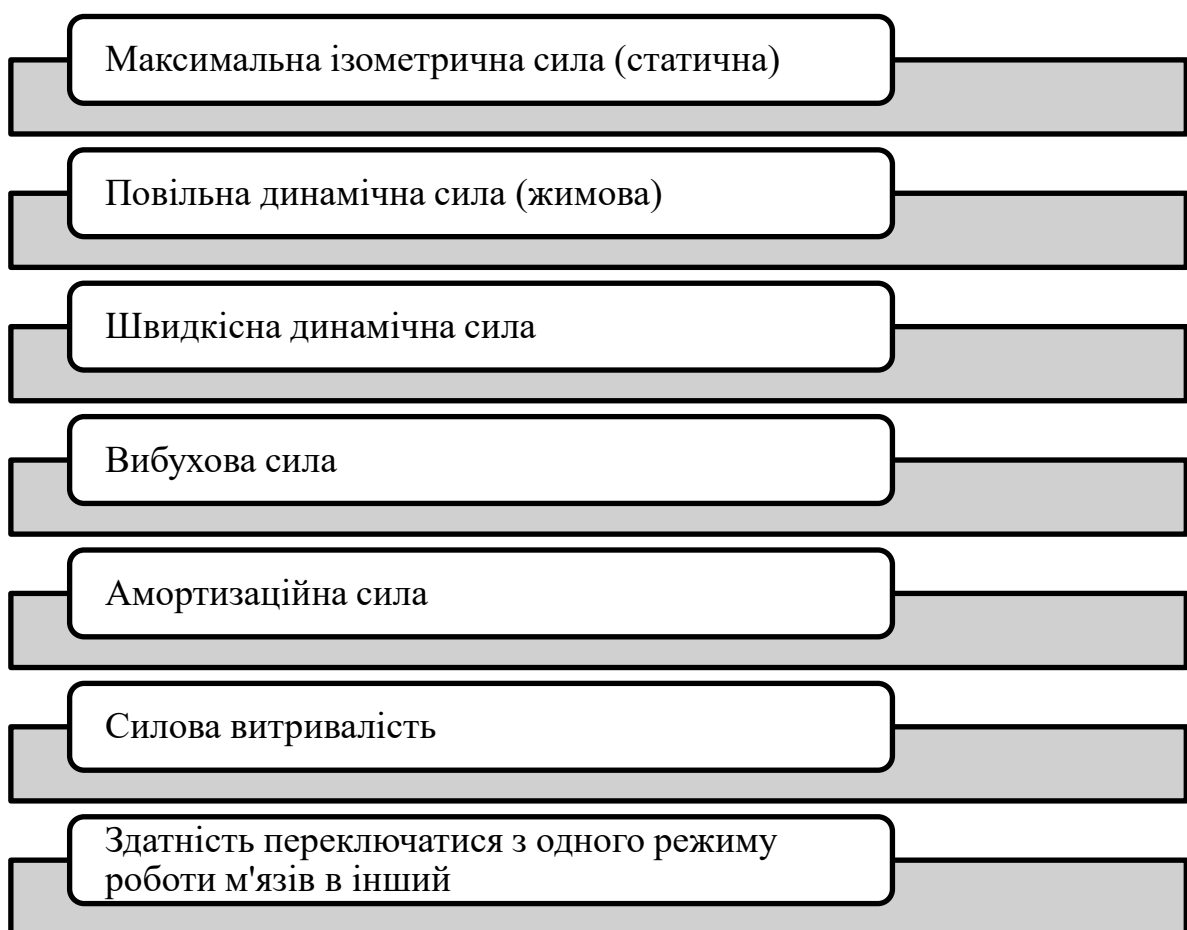 Максимальна ізометрична сила (статична)
Повільна динамічна сила (жимова)
Швидкісна динамічна сила
Вибухова сила
Амортизаційна сила
Силова витривалість
Здатність переключатися з одного режиму
роботи м'язів в інший